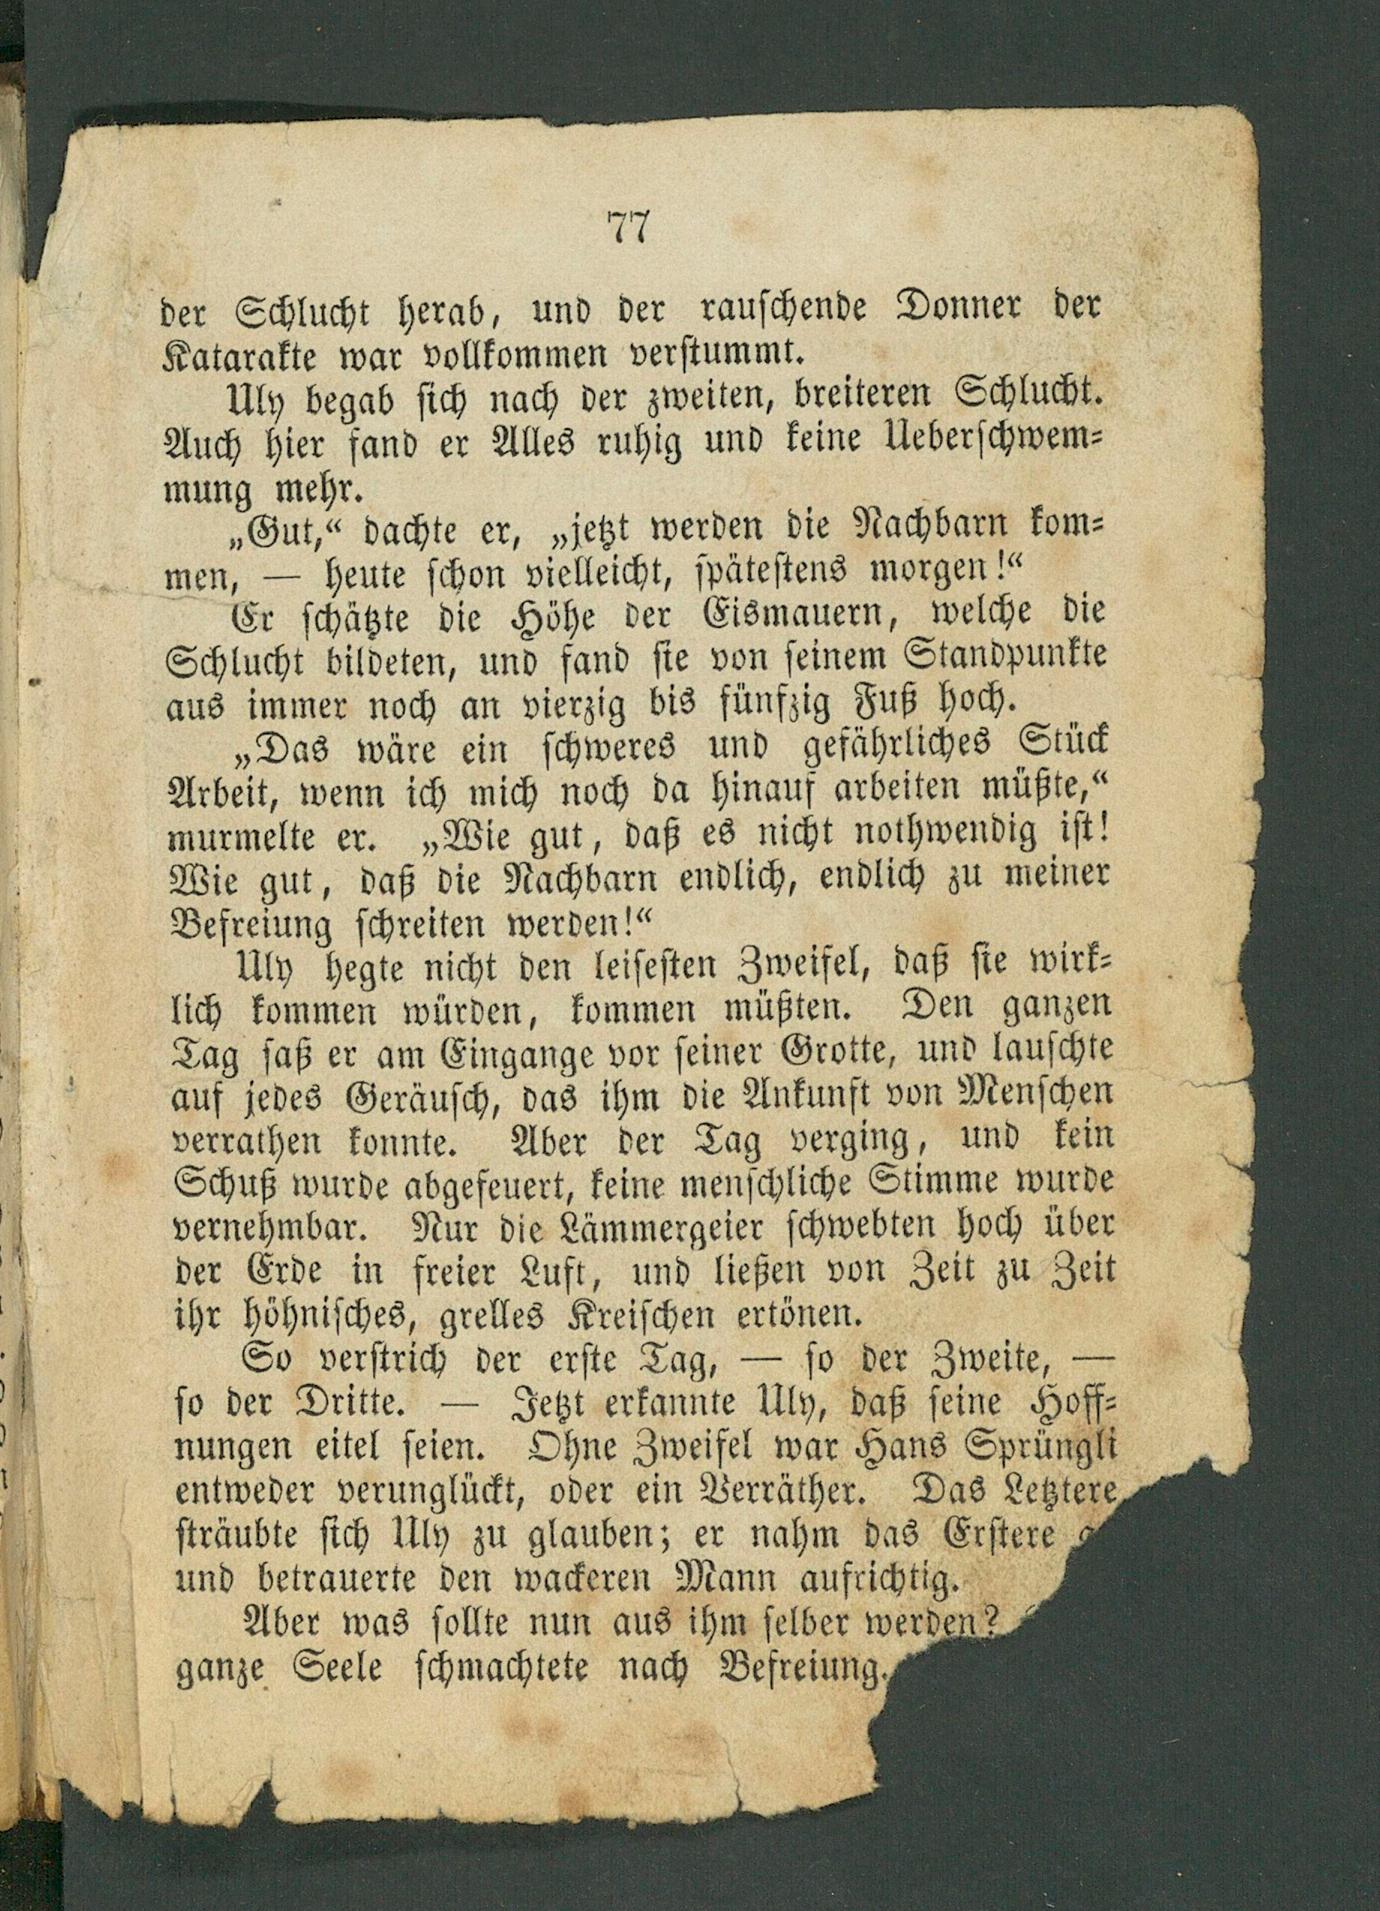 77
der Schlucht herab, und der rauschende Donner der
Katarakte war vollkommen verstummt.
Uly begab sich nach der zweiten, breiteren Schlucht.
Auch hier fand er Alles ruhig und keine Ueberschwem-
mung mehr.
„Gut,“ dachte er, „jetzt werden die Nachbarn kom-
men, — heute schon vielleicht, spätestens morgen!“
Er schätzte die Höhe der Eismauern, welche die
Schlucht bildeten, und fand sie von seinem Standpunkte
aus immer noch an vierzig bis fünfzig Fuß hoch.
„Das wäre ein schweres und gefährliches Stück
Arbeit, wenn ich mich noch da hinauf arbeiten müßte,“
murmelte er. „Wie gut, daß es nicht nothwendig ist!
Wie gut, daß die Nachbarn endlich, endlich zu meiner
Befreiung schreiten werden!“
Uly hegte nicht den leisesten Zweifel, daß sie wirk-
lich kommen würden, kommen müßten. Den ganzen
Tag saß er am Eingange vor seiner Grotte, und lauschte
auf jedes Geräusch, das ihm die Ankunft von Menschen
verrathen konnte. Aber der Tag verging, und kein
Schuß wurde abgefeuert, keine menschliche Stimme wurde
vernehmbar. Nur die Lämmergeier schwebten hoch über
der Erde in freier Luft, und ließen von Zeit zu Zeit
ihr höhnisches, grelles Kreischen ertönen.
So verstrich der erste Tag, — so der Zweite, —
so der Dritte. — Jetzt erkannte Uly, daß seine Hoff-
nungen eitel seien. Ohne Zweifel war Hans Sprüngli
entweder verunglückt, oder ein Verräther. Das Letztere
sträubte sich Uly zu glauben; er nahm das Erstere
und betrauerte den wackeren Mann aufrichtig.
Aber was sollte nun aus ihm selber werden?
ganze Seele schmachtete nach Befreiung.